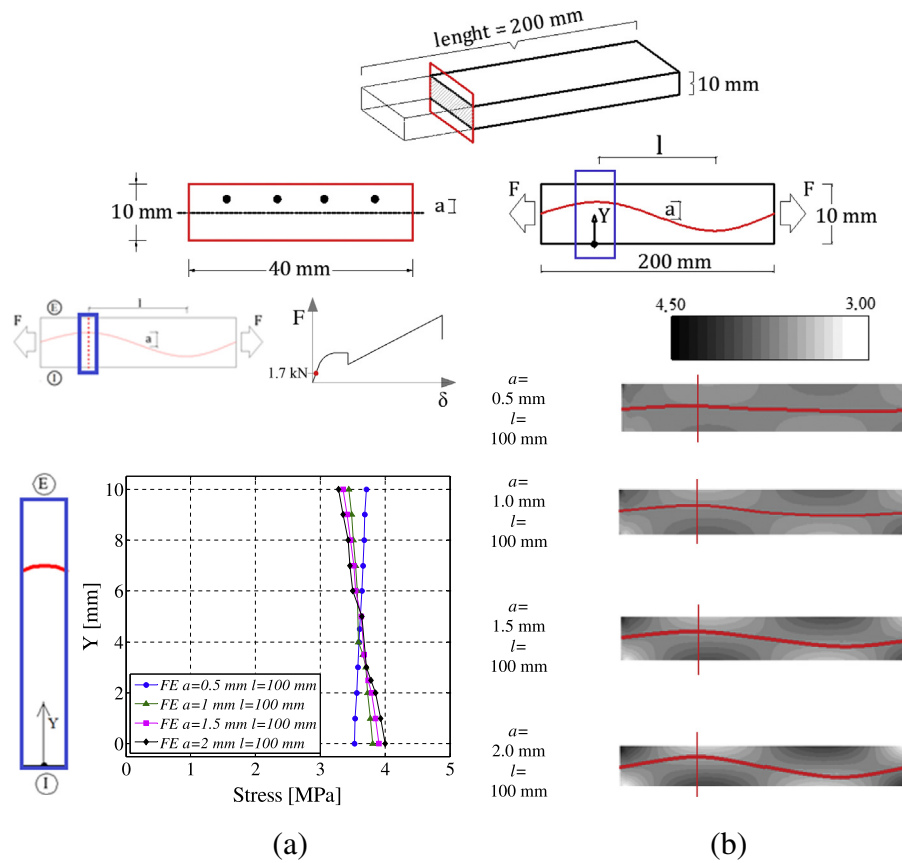 lenght = 200 mm
10 mm
l
10 mm
a
40 mm
F
F
a
Y
10 mm
200 mm
E
l
F
F
a
I
F
1.7 kN
δ
4.50
3.00
a=
0.5 mm
l=
100 mm
a=
1.0 mm
l=
100 mm
a=
1.5 mm
l=
100 mm
a=
2.0 mm
l=
100 mm
E
Y
I
10
8
6
4
2
0
Y [mm]
FE a=0.5 mm l=100 mm
FE a=1 mm l=100 mm
FE a=1.5 mm l=100 mm
FE a=2 mm l=100 mm
0 1 2 3 4 5
Stress [MPa]
(a)
(b)